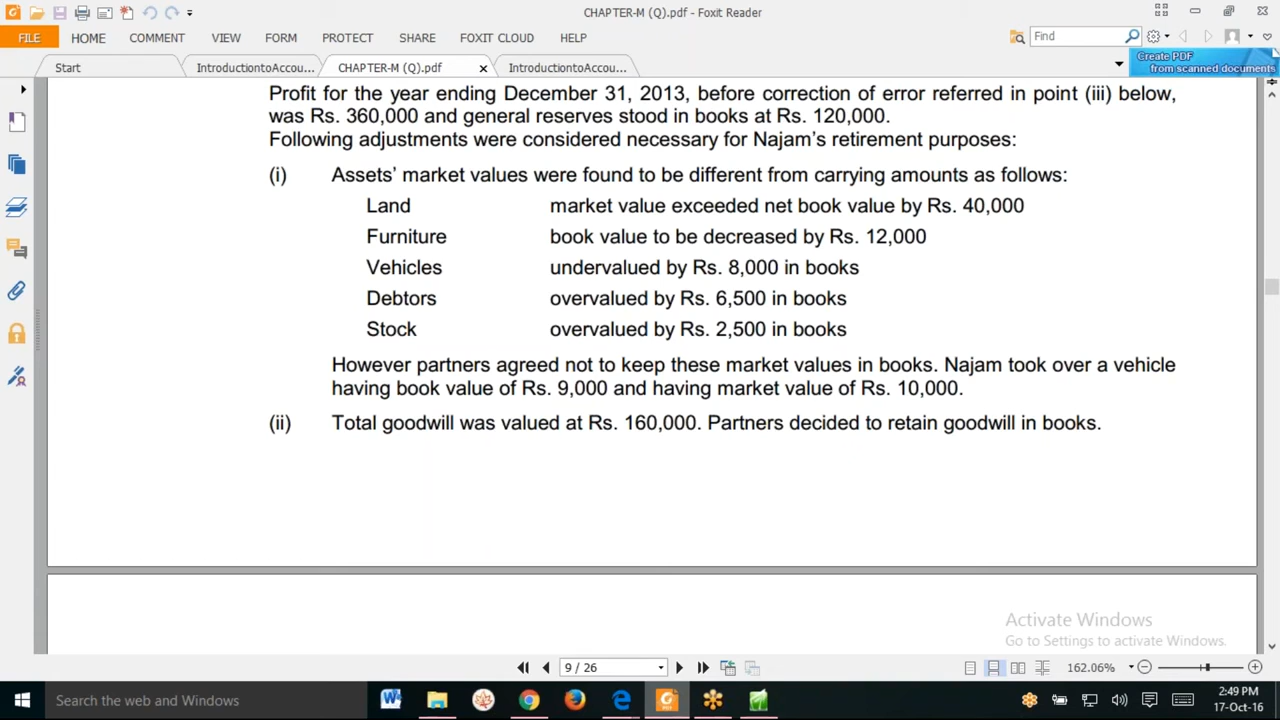 CHAPTER-M (Q).pdf - Foxit Reader
FILE HOME COMMENT VIEW FORM PROTECT SHARE FOXIT CLOUD HELP
Find
Create PDF
from scanned documents
Start IntroductiontoAccou... CHAPTER-M (Q).pdf IntroductiontoAccou...
Profit for the year ending December 31, 2013, before correction of error referred in point (iii) below,
was Rs. 360,000 and general reserves stood in books at Rs. 120,000.
Following adjustments were considered necessary for Najam's retirement purposes:
(i) Assets' market values were found to be different from carrying amounts as follows:
Land market value exceeded net book value by Rs. 40,000
Furniture book value to be decreased by Rs. 12,000
Vehicles undervalued by Rs. 8,000 in books
Debtors overvalued by Rs. 6,500 in books
Stock overvalued by Rs. 2,500 in books
However partners agreed not to keep these market values in books. Najam took over a vehicle
having book value of Rs. 9,000 and having market value of Rs. 10,000.
(ii) Total goodwill was valued at Rs. 160,000. Partners decided to retain goodwill in books.
Activate Windows
Go to Settings to activate Windows.
9 / 26
162.06%
Search the web and Windows
2:49 PM
17-Oct-16